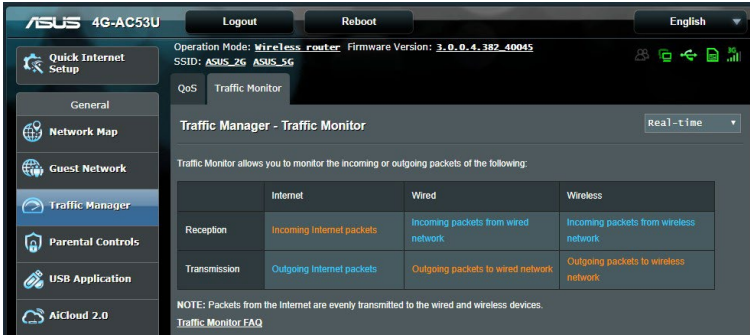 ASUS 4G-AC53U
Logout
Reboot
English
Quick Internet
Setup
Operation Mode: Wireless router Firmware Version: 3.0.0.4.382_40045
SSID: ASUS_2G ASUS_5G
3G
QoS
Traffic Monitor
General
Network Map
Guest Network
Traffic Manager
Parental Controls
USB Application
AiCloud 2.0
Traffic Manager - Traffic Monitor
Real-time
Traffic Monitor allows you to monitor the incoming or outgoing packets of the following:
Internet
Wired
Wireless
Reception
Incoming Internet packets
Incoming packets from wired
network
Incoming packets from wireless
network
Transmission
Outgoing Internet packets
Outgoing packets to wired network
Outgoing packets to wireless
network
NOTE: Packets from the Internet are evenly transmitted to the wired and wireless devices.
Traffic Monitor FAQ